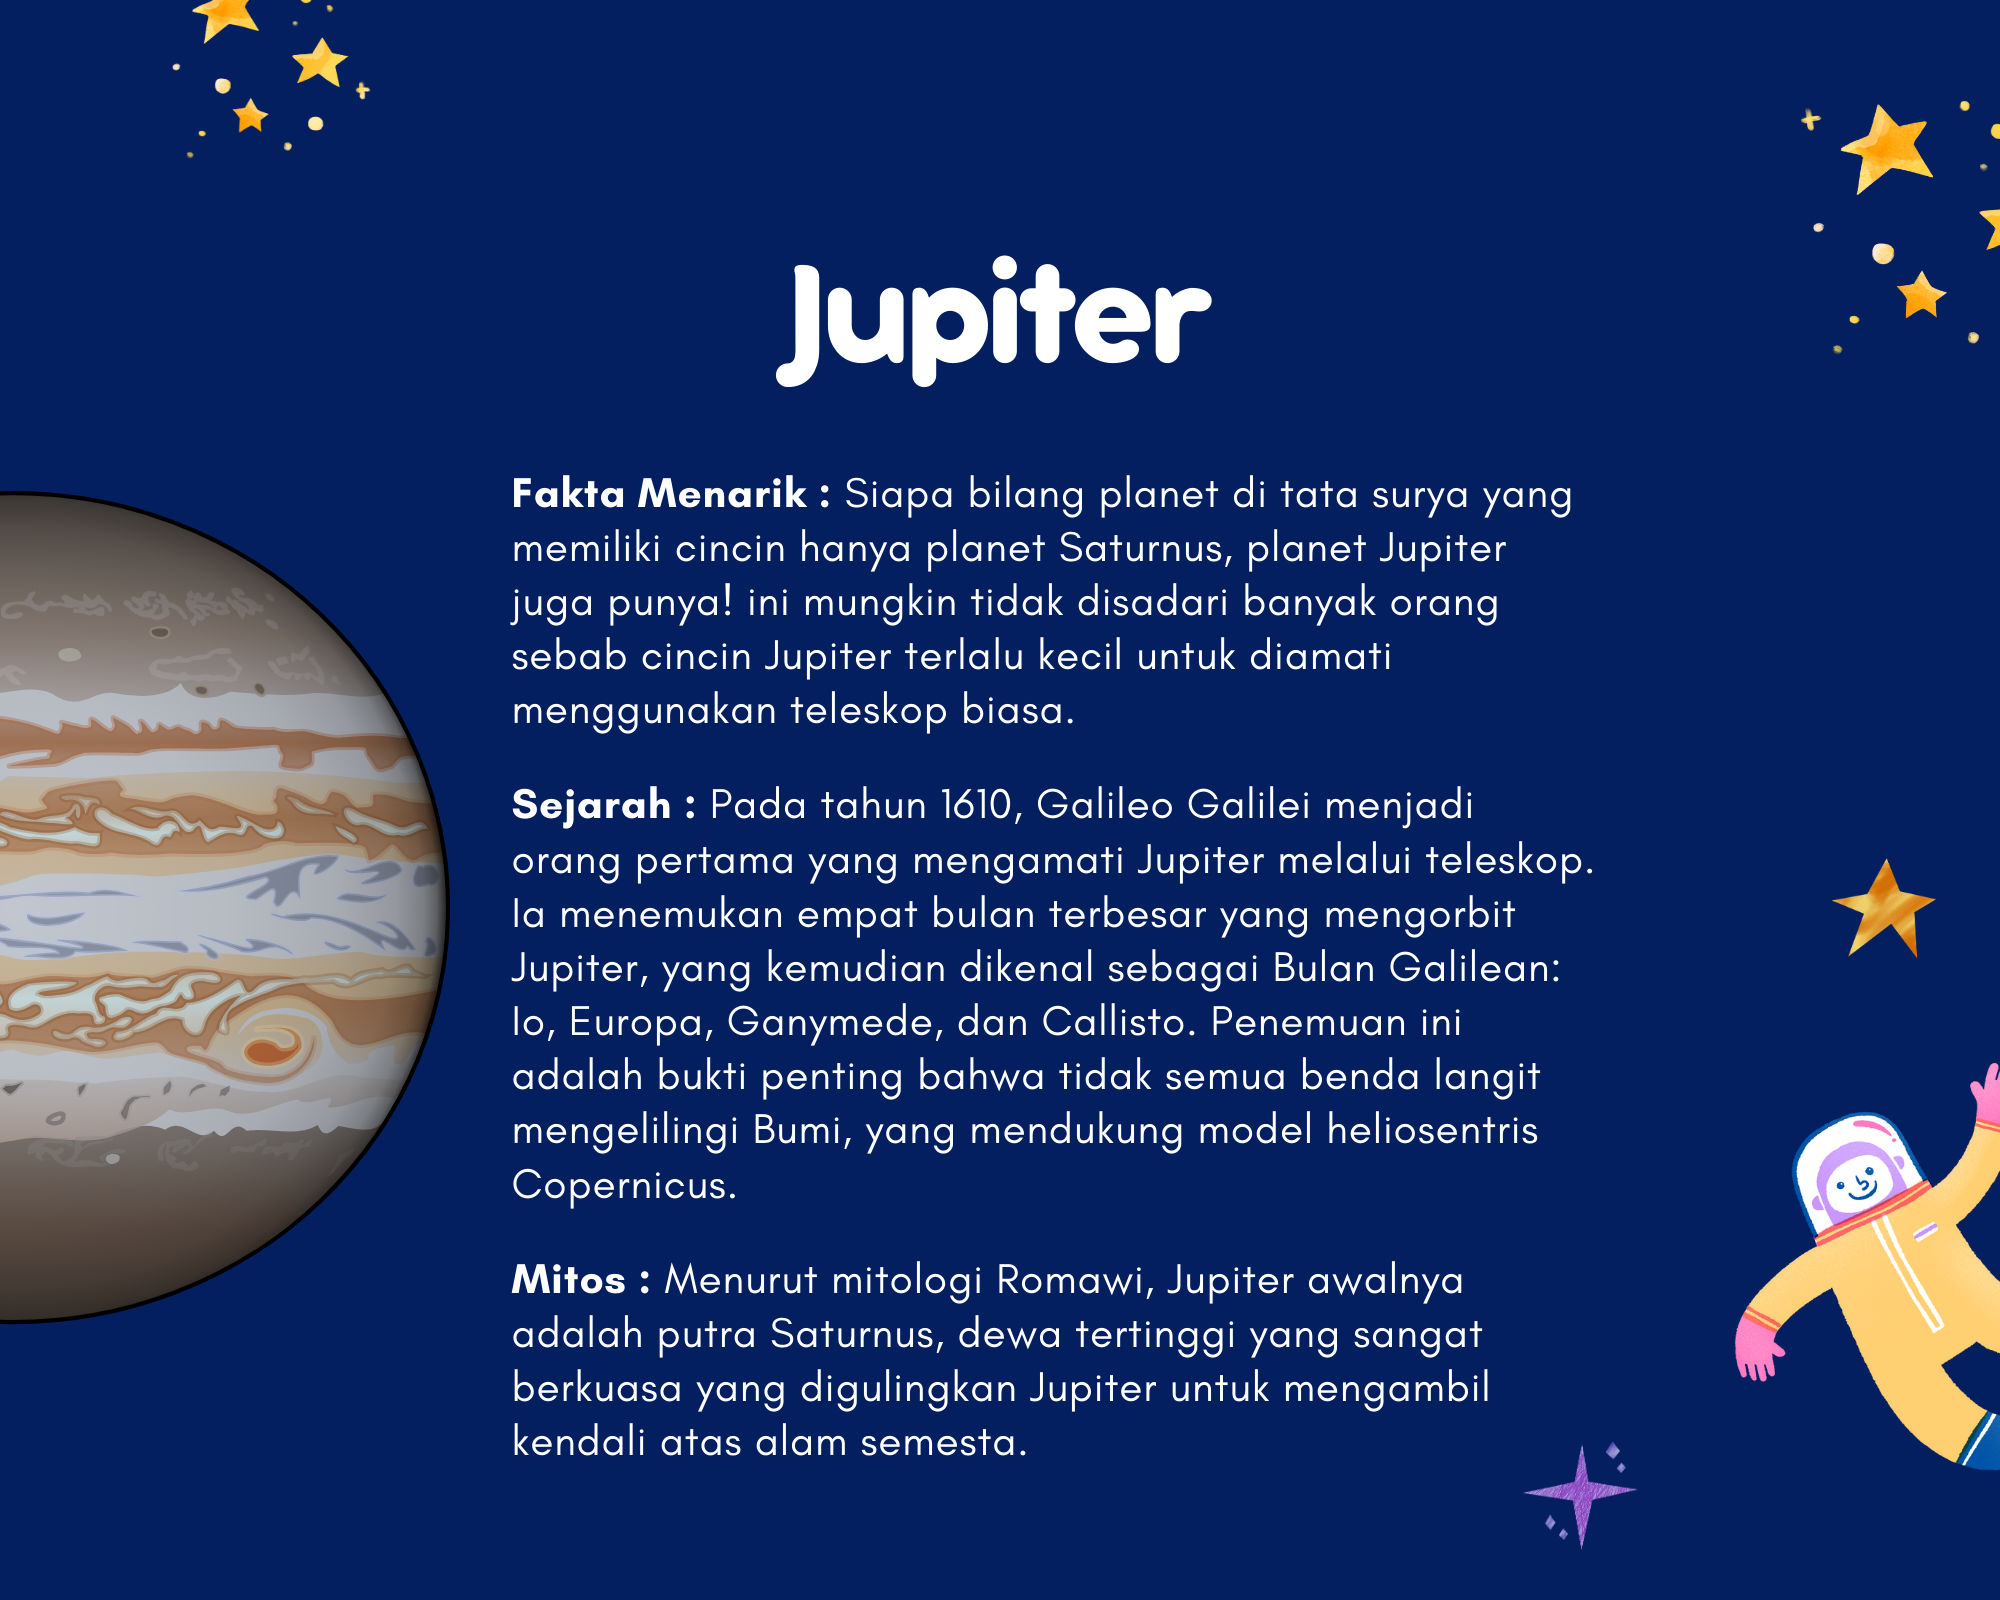 Jupiter
Fakta Menarik : Siapa bilang planet di tata surya yang
memiliki cincin hanya planet Saturnus, planet Jupiter
juga punya! ini mungkin tidak disadari banyak orang
sebab cincin Jupiter terlalu kecil untuk diamati
menggunakan teleskop biasa.
Sejarah : Pada tahun 1610, Galileo Galilei menjadi
orang pertama yang mengamati Jupiter melalui teleskop.
Ia menemukan empat bulan terbesar yang mengorbit
Jupiter, yang kemudian dikenal sebagai Bulan Galilean:
Io, Europa, Ganymede, dan Callisto. Penemuan ini
adalah bukti penting bahwa tidak semua benda langit
mengelilingi Bumi, yang mendukung model heliosentris
Copernicus.
Mitos : Menurut mitologi Romawi, Jupiter awalnya
adalah putra Saturnus, dewa tertinggi yang sangat
berkuasa yang digulingkan Jupiter untuk mengambil
kendali atas alam semesta.